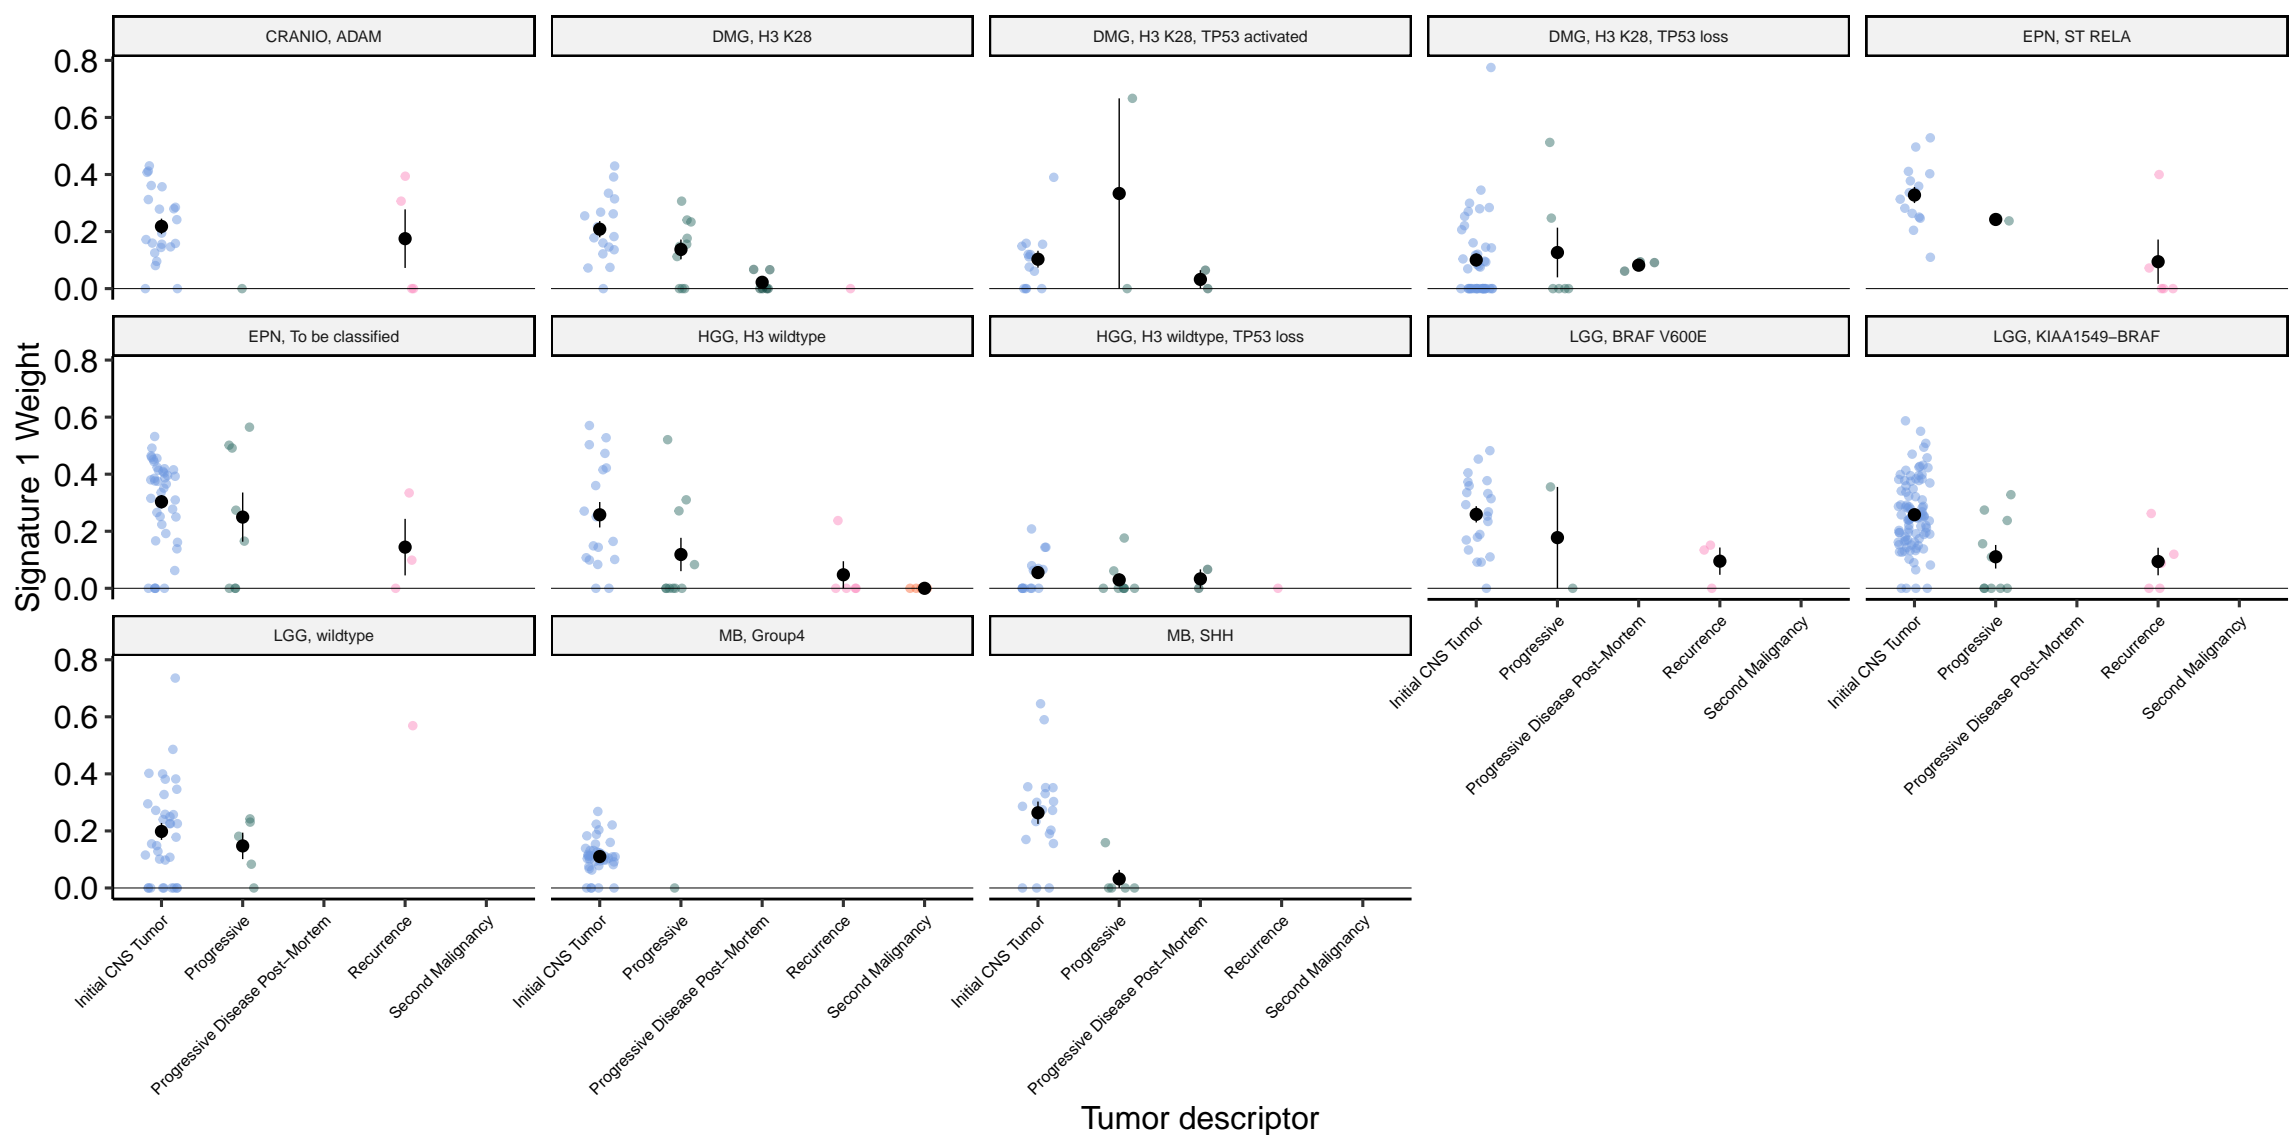 CRANIO, ADAM
DMG, H3 K28
DMG, H3 K28, TP53 activated
DMG, H3 K28, TP53 loss
EPN, ST RELA
0.8
0.6
0.4
0.2
0.0
EPN, To be classified
HGG, H3 wildtype
HGG, H3 wildtype, TP53 loss
LGG, BRAF V600E
LGG, KIAA1549−BRAF
0.8
0.6
0.4
0.2
0.0
Signature 1 Weight
Initial CNS Tumor
Progressive
Progressive Disease Post−Mortem
Recurrence
Second Malignancy
Initial CNS Tumor
Progressive
Progressive Disease Post−Mortem
Recurrence
Second Malignancy
LGG, wildtype
MB, Group4
MB, SHH
0.8
0.6
0.4
0.2
0.0
Initial CNS Tumor
Progressive
Progressive Disease Post−Mortem
Recurrence
Second Malignancy
Initial CNS Tumor
Progressive
Progressive Disease Post−Mortem
Recurrence
Second Malignancy
Initial CNS Tumor
Progressive
Progressive Disease Post−Mortem
Recurrence
Second Malignancy
Tumor descriptor